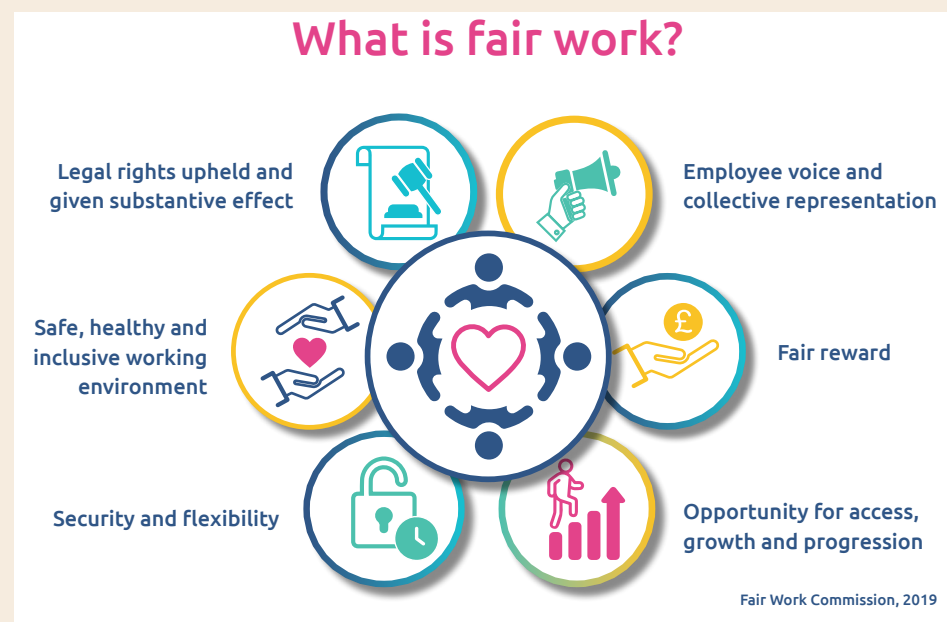 What is fair work?
Legal rights upheld and
given substantive effect
Employee voice and
collective representation
Safe, healthy and
inclusive working
environment
£
Fair reward
Security and flexibility
Opportunity for access,
growth and progression
Fair Work Commission, 2019